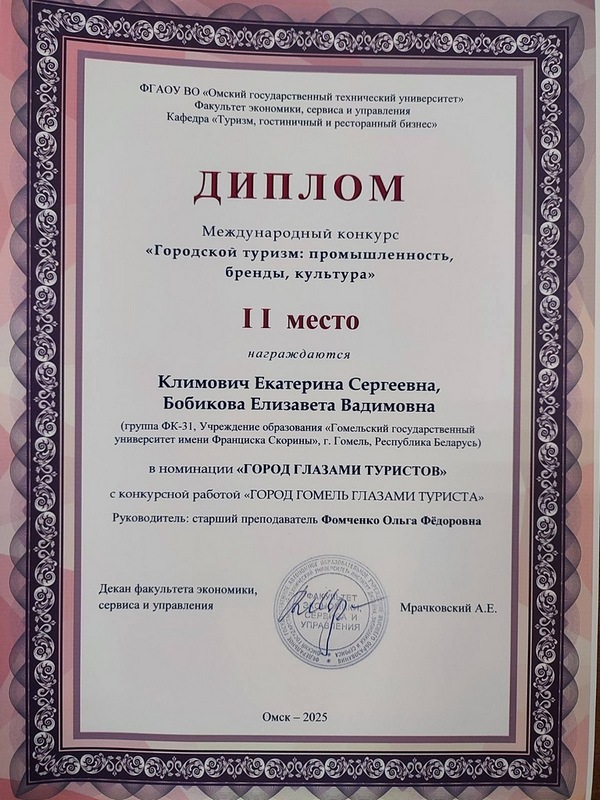 ФГАОУ ВО «Омский государственный технический университет»
Факультет экономики, сервиса и управления
Кафедра «Туризм, гостиничный и ресторанный бизнес»
ДИПЛОМ
Международный конкурс
«Городской туризм: промышленность,
бренды, культура»
II место
награждаются
Климович Екатерина Сергеевна,
Бобикова Елизавета Вадимовна
(группа ФК-31, Учреждение образования «Гомельский государственный
университет имени Франциска Скорины», г. Гомель, Республика Беларусь)
в номинации «ГОРОД ГЛАЗАМИ ТУРИСТОВ»
с конкурсной работой «ГОРОД ГОМЕЛЬ ГЛАЗАМИ ТУРИСТА»
Руководитель: старший преподаватель Фомченко Ольга Фёдоровна
Декан факультета экономики,
сервиса и управления
ФАКУЛЬТЕТ
СЕРВИСА И
УПРАВЛЕНИЯ
Мрачковский А.Е.
Омск – 2025